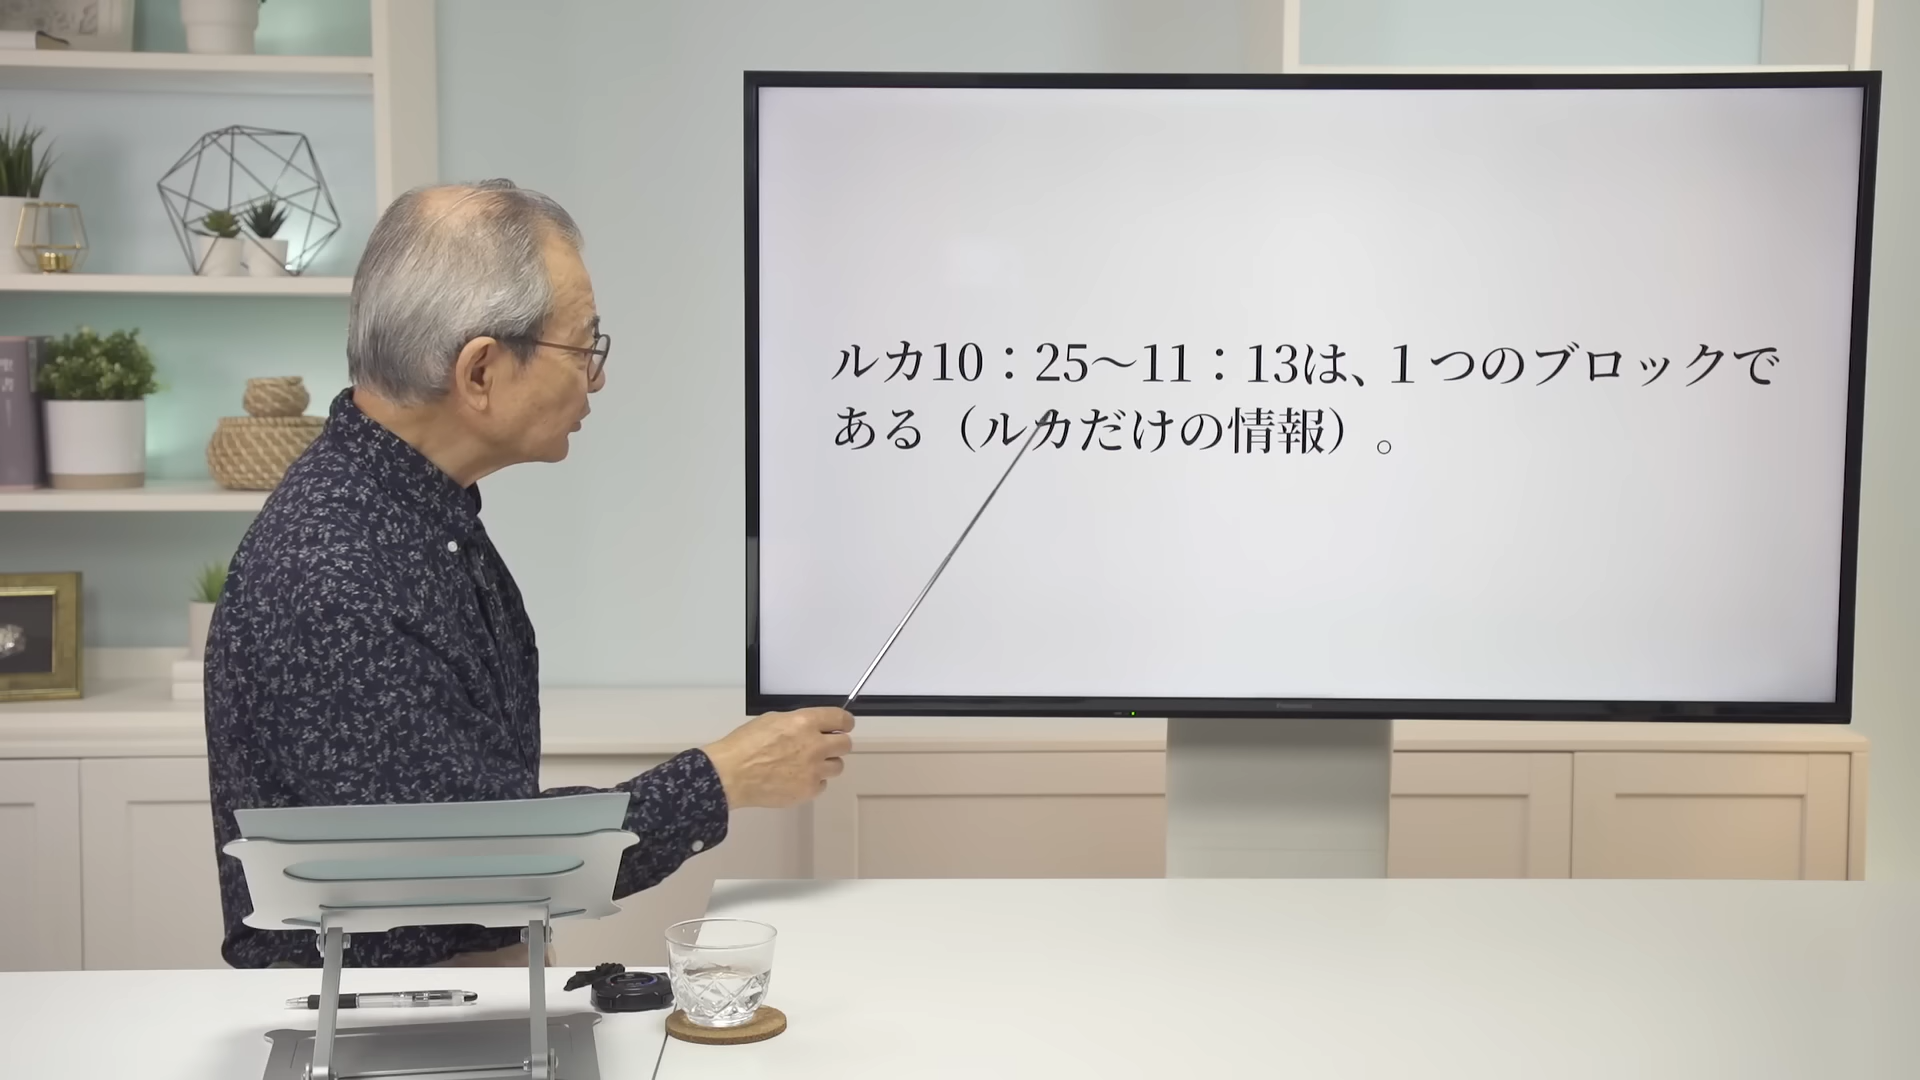 ルカ10：25〜11：13は、１つのブロックで
ある（ルカだけの情報）。
Panasonic